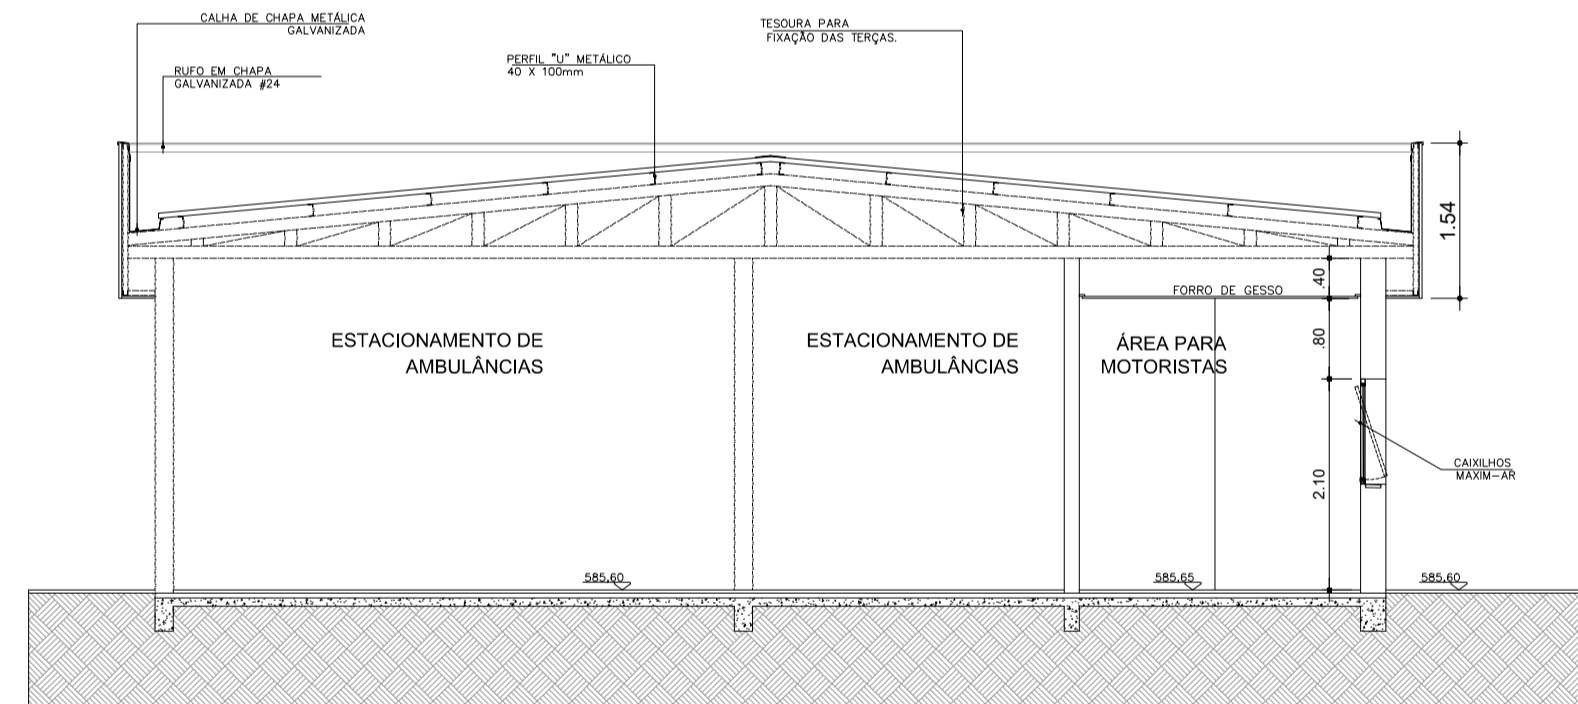 CALHA DE CHAPA METÁLICA
GALVANIZADA
TESOURA PARA
FIXAÇÃO DAS TERÇAS.
PERFIL "U" METÁLICO
40 X 100mm
RUFO EM CHAPA
GALVANIZADA #24
1.54
.40
FORRO DE GESSO
ESTACIONAMENTO DE
AMBULÂNCIAS
ESTACIONAMENTO DE
AMBULÂNCIAS
ÁREA PARA
MOTORISTAS
.80
2.10
CAIXILHOS
MAXIM-AR
585,60
585,65
585,60